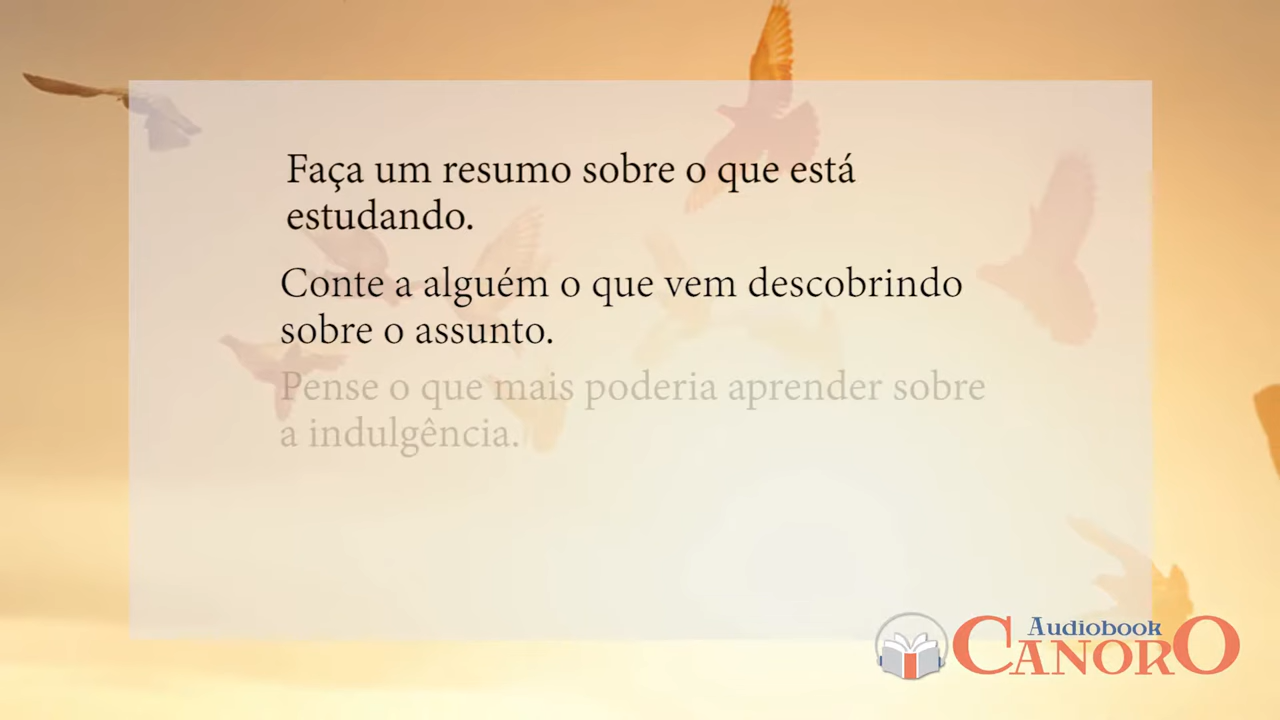 Faça um resumo sobre o que está
estudando.
Conte a alguém o que vem descobrindo
sobre o assunto.
Pense o que mais poderia aprender sobre
a indulgência.
Audiobook
CANORO